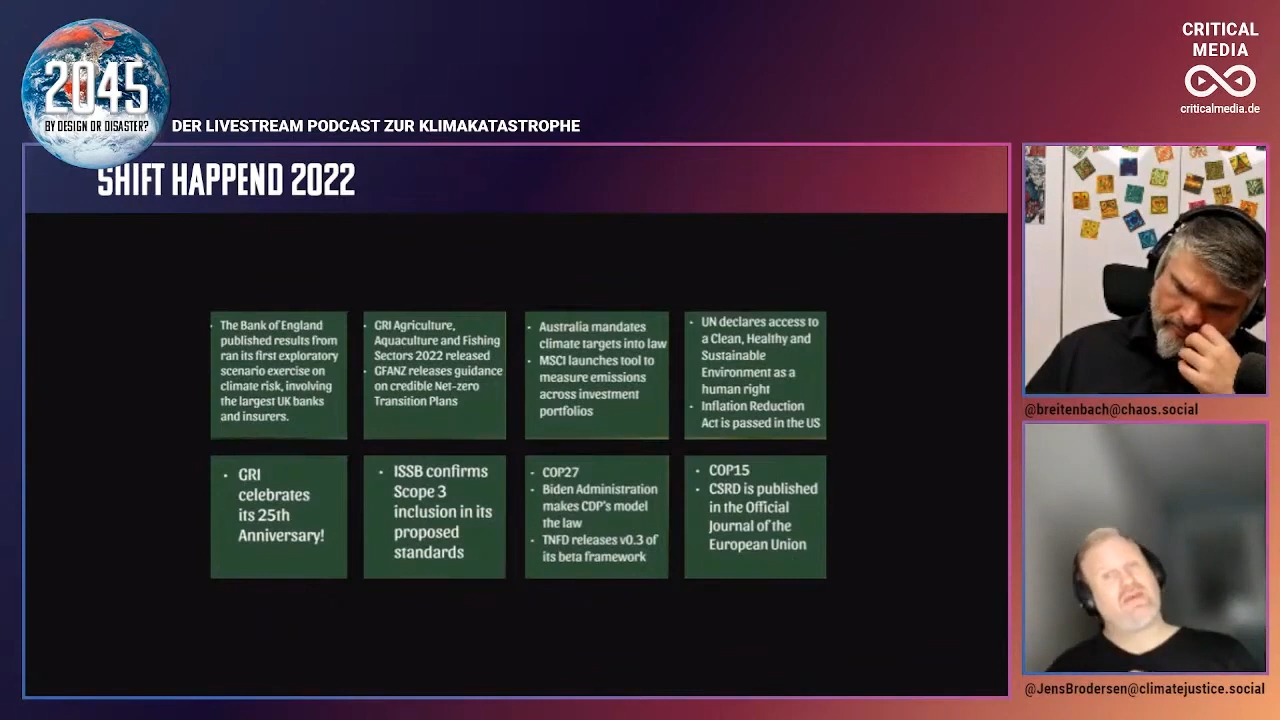 2045
BY DESIGN OR DISASTER?
DER LIVESTREAM PODCAST ZUR KLIMAKATASTROPHE
CRITICAL
MEDIA
criticalmedia.de
SHIFT HAPPEND 2022
• The Bank of England
published results from
ran its first exploratory
scenario exercise on
climate risk, involving
the largest UK banks
and insurers.
• GRI Agriculture,
Aquaculture and Fishing
Sectors 2022 released
• GFANZ releases guidance
on credible Net-zero
Transition Plans
• Australia mandates
climate targets into law
• MSCI launches tool to
measure emissions
across investment
portfolios
• UN declares access to
a Clean, Healthy and
Sustainable
Environment as a
human right
• Inflation Reduction
Act is passed in the US
• GRI
celebrates
its 25th
Anniversary!
• ISSB confirms
Scope 3
inclusion in its
proposed
standards
• COP27
• Biden Administration
makes CDP's model
the law
• TNFD releases v0.3 of
its beta framework
• COP15
• CSRD is published
in the Official
Journal of the
European Union
@breitenbach@chaos.social
@JensBrodersen@climatejustice.social